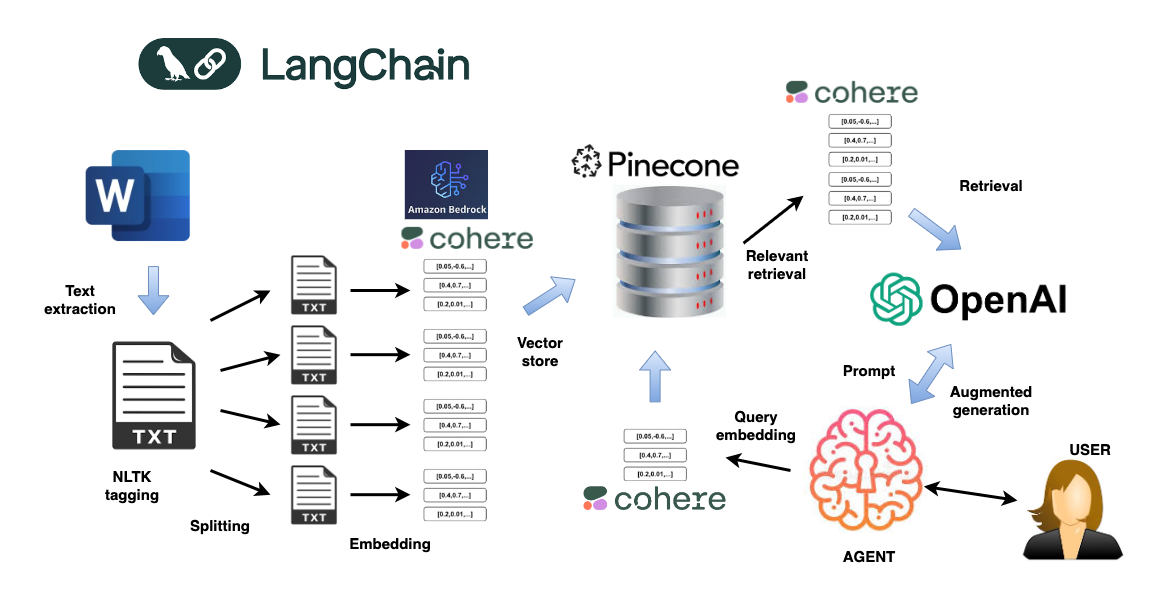 LangChain
cohere
[0.05,-0.6,...]
[0.4,0.7,...]
[0.2,0.01,...]
[0.05,-0.6,...]
[0.4,0.7,...]
[0.2,0.01,...]
Retrieval
W
Amazon Bedrock
cohere
Pinecone
Relevant
retrieval
Text
extraction
TXT
NLTK
tagging
Splitting
TXT
TXT
TXT
TXT
[0.05,-0.6,...]
[0.4,0.7,...]
[0.2,0.01,...]
[0.05,-0.6,...]
[0.4,0.7,...]
[0.2,0.01,...]
[0.05,-0.6,...]
[0.4,0.7,...]
[0.2,0.01,...]
[0.05,-0.6,...]
[0.4,0.7,...]
[0.2,0.01,...]
Embedding
Vector
store
OpenAI
Prompt
Augmented
generation
Query
embedding
[0.05,-0.6,...]
[0.4,0.7,...]
[0.2,0.01,...]
cohere
AGENT
USER